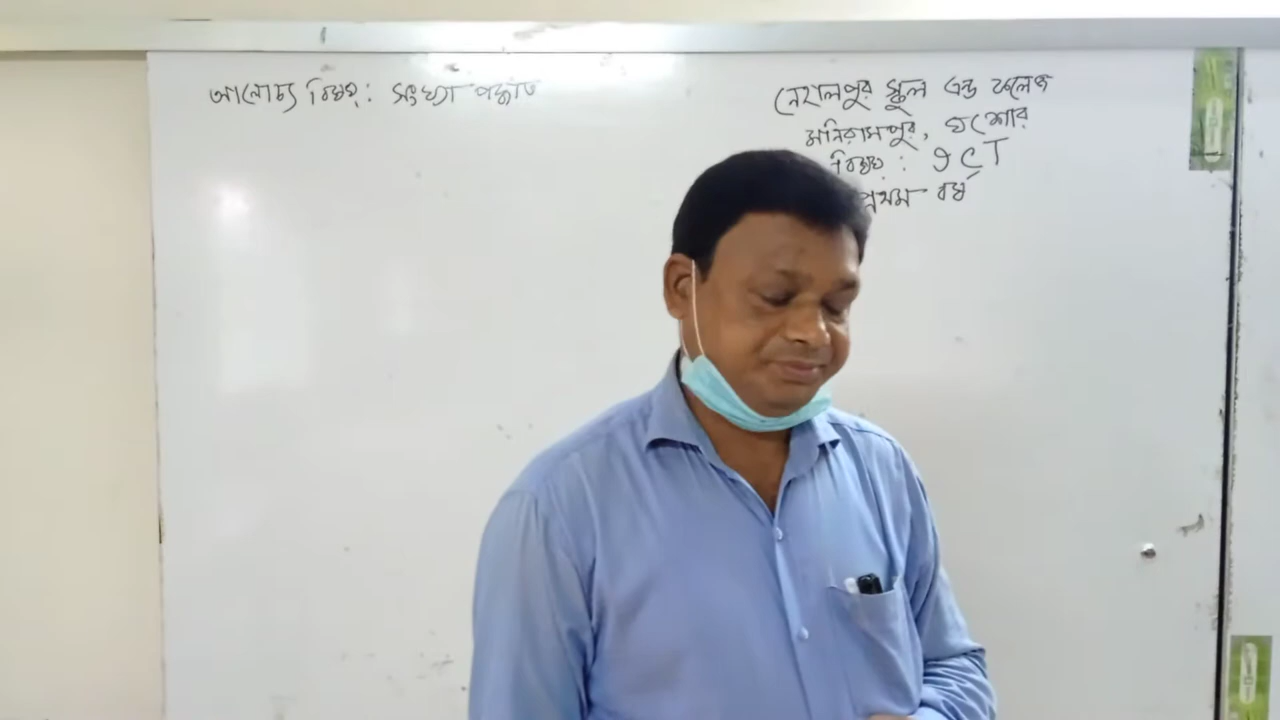 আলোচ্য বিষয়: সংখ্যা পদ্ধতি
নেহালপুর স্কুল এন্ড কলেজ
মনিরামপুর, যশোর
বিষয়: ICT
প্রথম বর্ষ